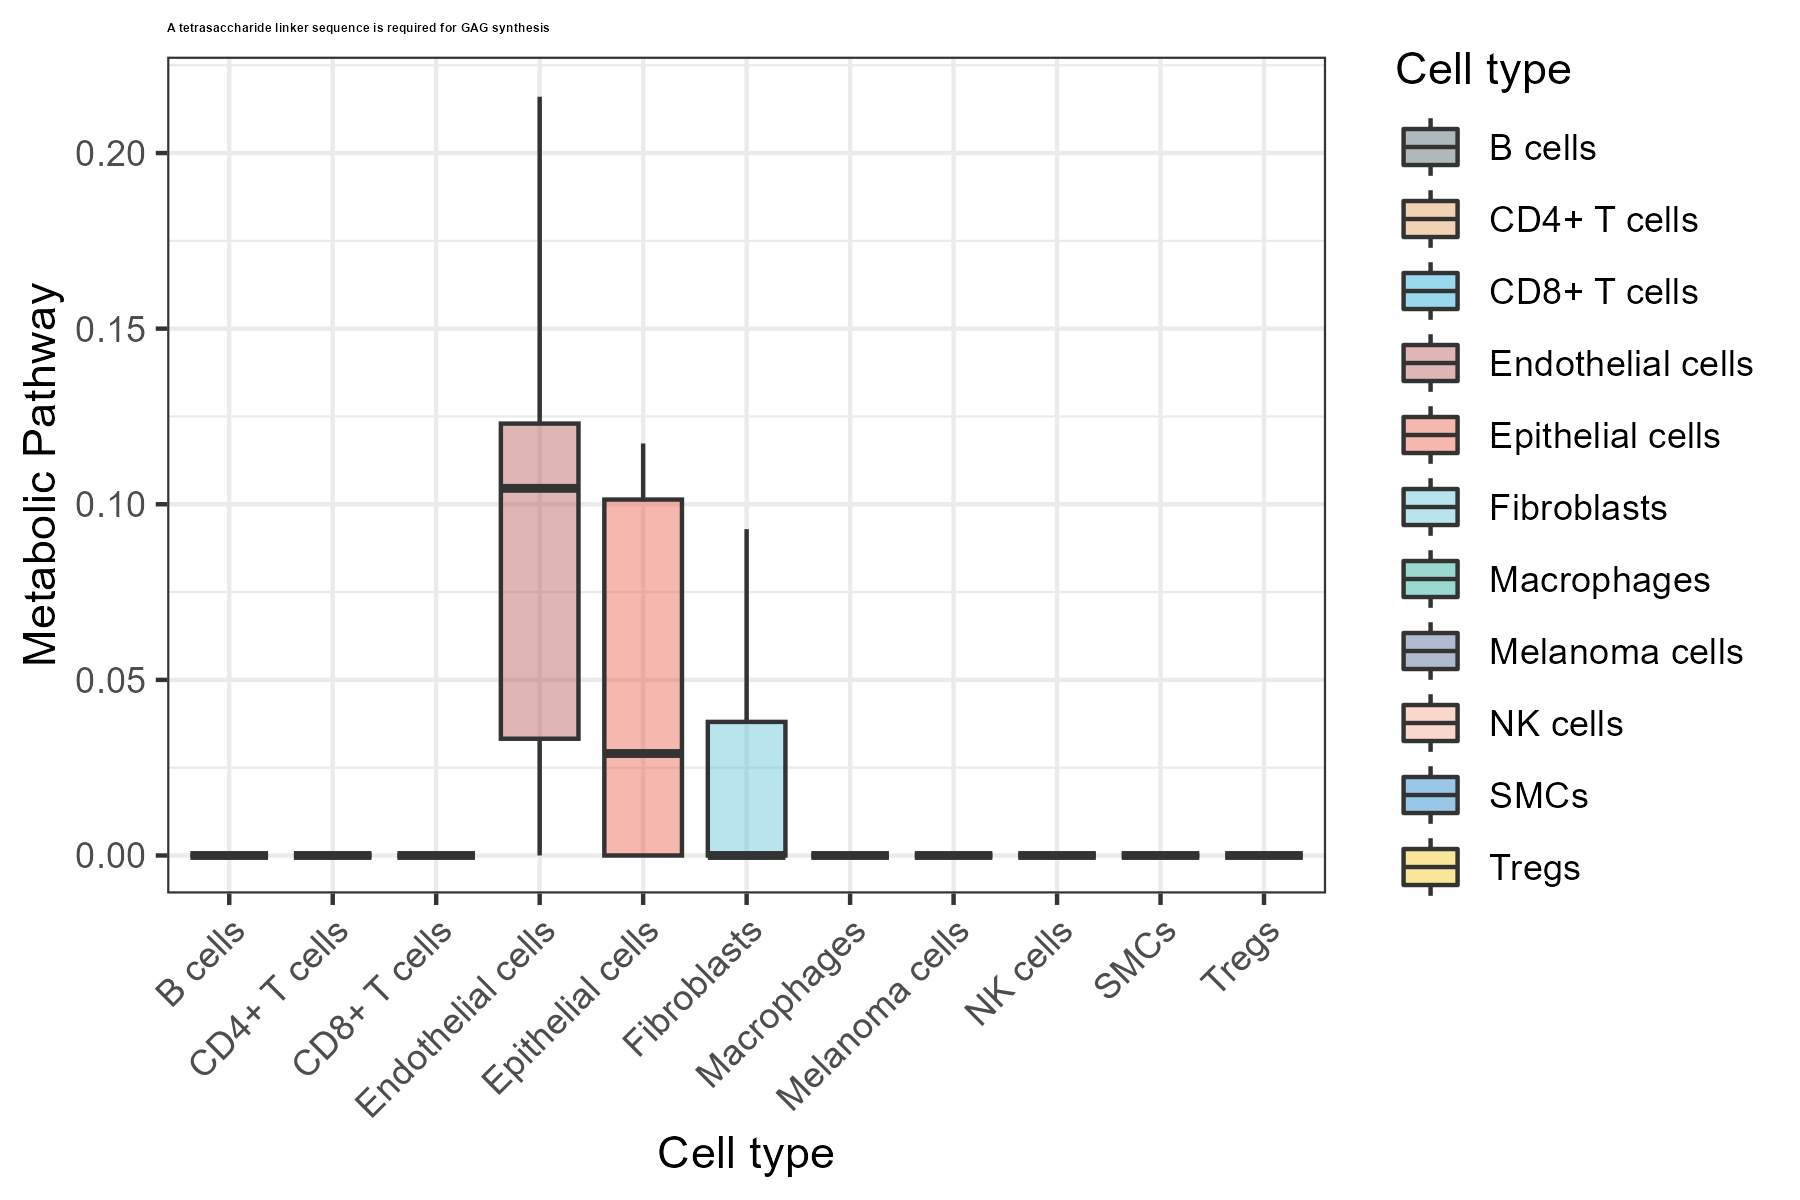 A tetrasaccharide linker sequence is required for GAG synthesis
Metabolic Pathway
0.20
0.15
0.10
0.05
0.00
B cells
CD4+ T cells
CD8+ T cells
Endothelial cells
Epithelial cells
Fibroblasts
Macrophages
Melanoma cells
NK cells
SMCs
Tregs
Cell type
Cell type
B cells
CD4+ T cells
CD8+ T cells
Endothelial cells
Epithelial cells
Fibroblasts
Macrophages
Melanoma cells
NK cells
SMCs
Tregs